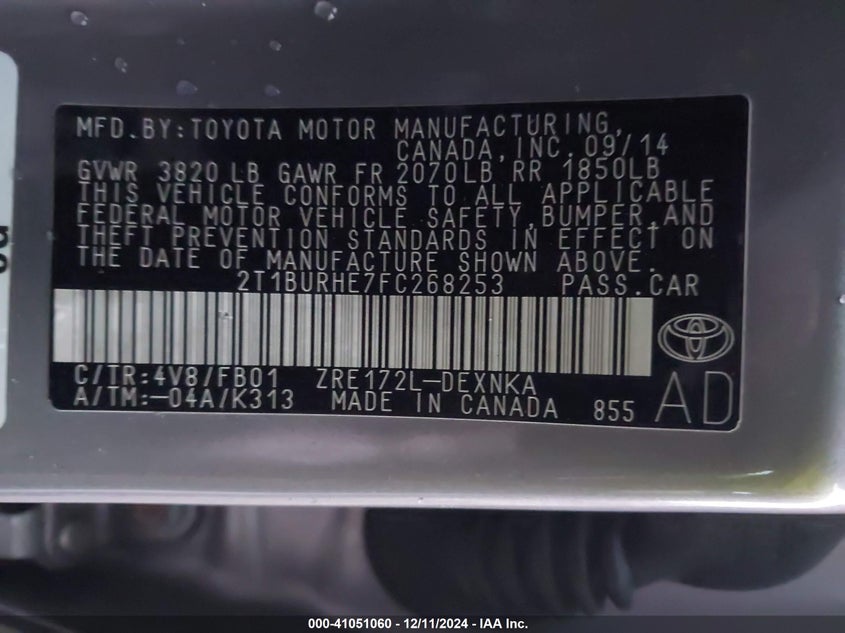 MFD.BY:TOYOTA MOTOR MANUFACTURING,
CANADA,INC.09/14
GVWR 3820 LB GAWR FR 2070LB RR 1850LB
THIS VEHICLE CONFORMS TO ALL APPLICABLE
FEDERAL MOTOR VEHICLE SAFETY,BUMPER,AND
THEFT PREVENTION STANDARDS IN EFFECT ON
THE DATE OF MANUFACTURE SHOWN ABOVE.
2T1BURHE7FC268253 PASS.CAR
C/TR:4V8/FB01 ZRE172L-DEXNKA
A/TM:-04A/K313 MADE IN CANADA 855 AD
000-41051060 - 12/11/2024 - IAA Inc.